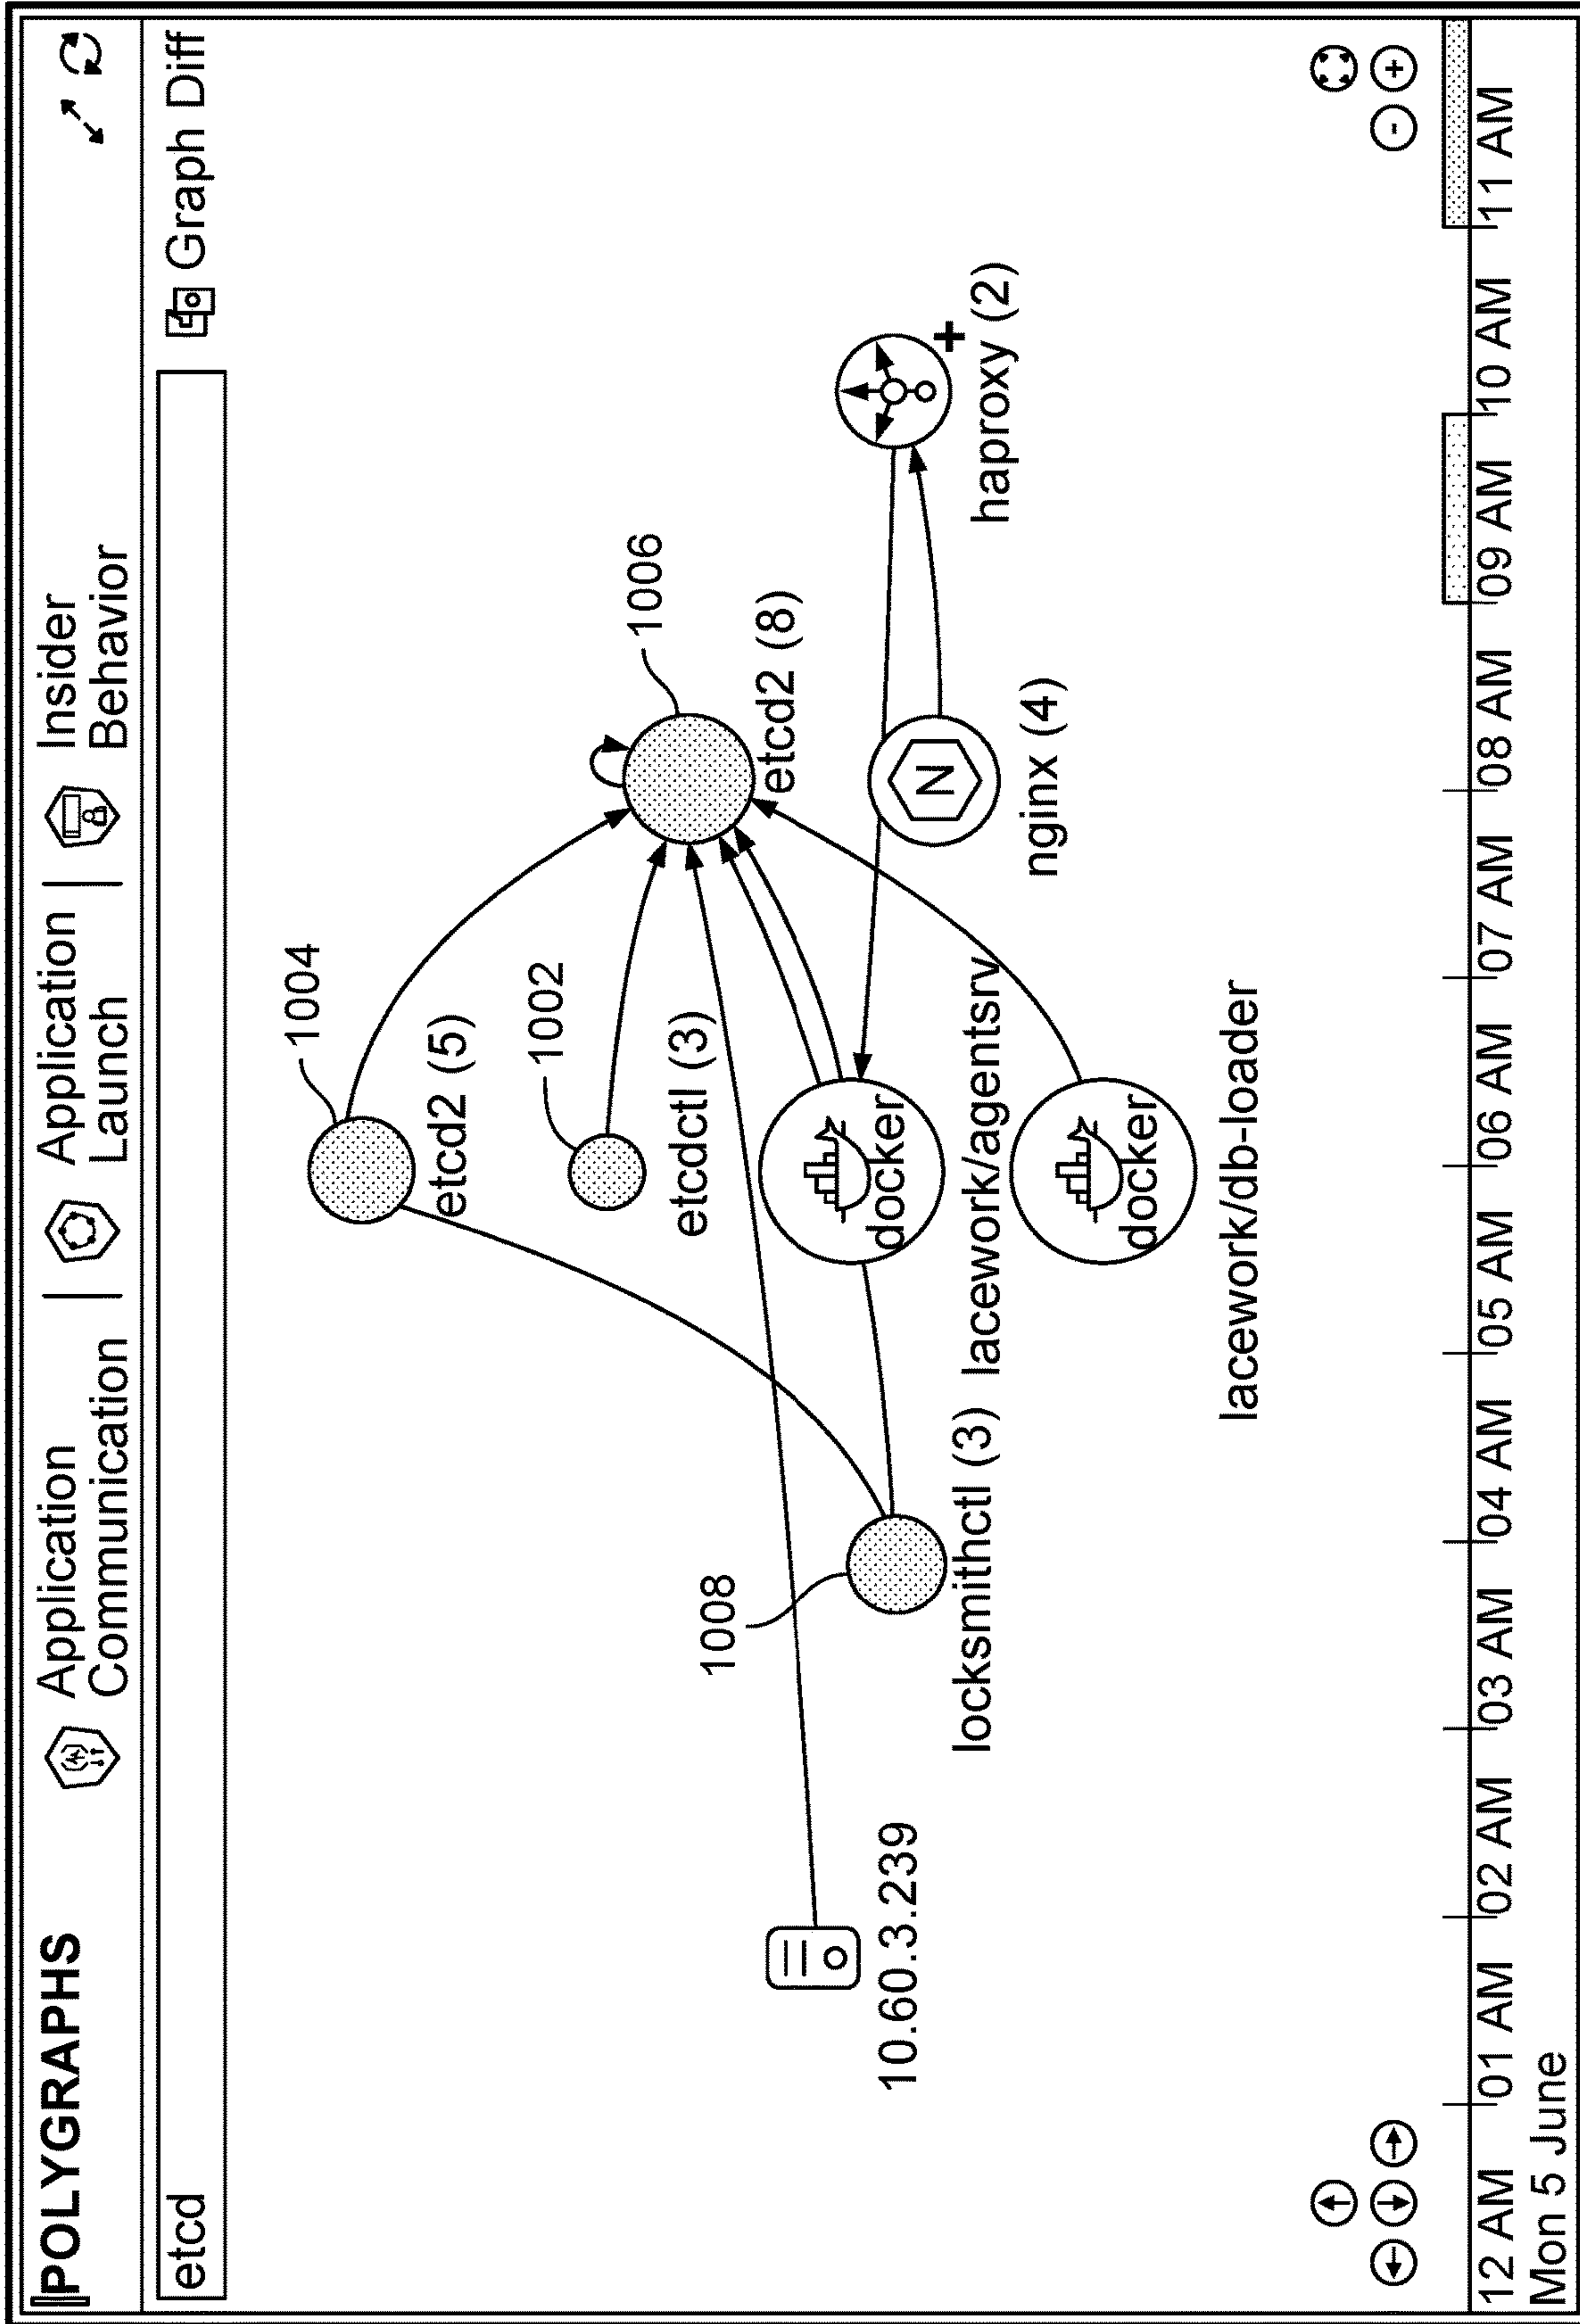 POLYGRAPHS
Application
Communication
Application
Launch
Insider
Behavior
etcd
Graph Diff
1004
etcd2 (5)
1002
etcdctl (3)
1006
etcd2 (8)
1008
locksmithctl (3)
docker
lacework/agentsrv
docker
lacework/db-loader
10.60.3.239
N
nginx (4)
+
haproxy (2)
-
+
12 AM 01 AM 02 AM 03 AM 04 AM 05 AM 06 AM 07 AM 08 AM 09 AM 10 AM 11 AM
Mon 5 June